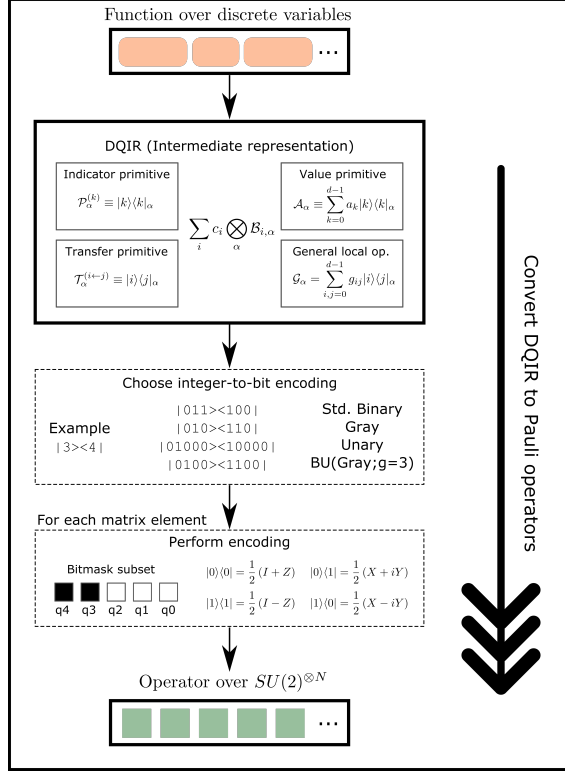 Function over discrete variables
...
DQIR (Intermediate representation)
Indicator primitive
𝒫_α^{(k)} ≡ |k⟩⟨k|_α
Value primitive
𝒜_α ≡ ∑_{k=0}^{d−1} a_k|k⟩⟨k|_α
∑_i c_i ⨂_α ℬ_{i,α}
Transfer primitive
𝒯_α^{(i←j)} ≡ |i⟩⟨j|_α
General local op.
𝒢_α = ∑_{i,j=0}^{d−1} g_{ij}|i⟩⟨j|_α
Choose integer-to-bit encoding
Example
|3><4|
|011><100| Std. Binary
|010><110| Gray
|01000><10000| Unary
|0100><1100| BU(Gray;g=3)
For each matrix element
Perform encoding
Bitmask subset
q4 q3 q2 q1 q0
|0⟩⟨0| = 1/2 (I + Z) |0⟩⟨1| = 1/2 (X + iY)
|1⟩⟨1| = 1/2 (I − Z) |1⟩⟨0| = 1/2 (X − iY)
Operator over SU(2)^{⊗N}
...
Convert DQIR to Pauli operators